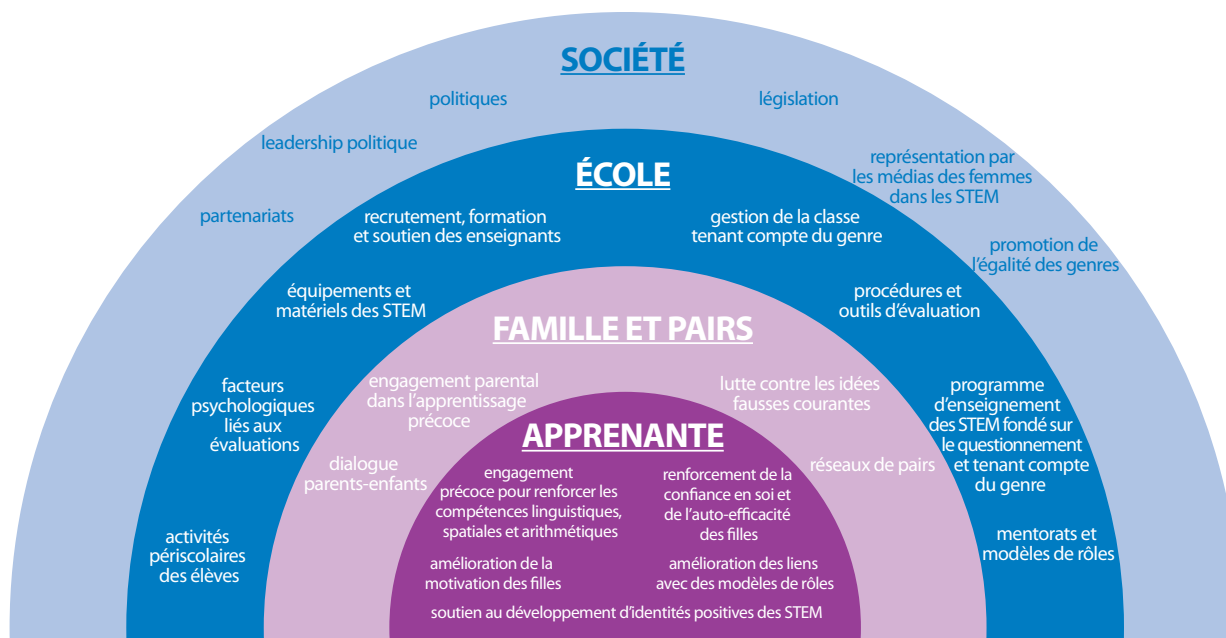 SOCIÉTÉ
politiques
législation
leadership politique
représentation par
les médias des femmes
dans les STEM
partenariats
promotion de
l'égalité des genres
ÉCOLE
recrutement, formation
et soutien des enseignants
gestion de la classe
tenant compte du genre
équipements et
matériels des STEM
procédures et
outils d'évaluation
facteurs
psychologiques
liés aux
évaluations
programme
d'enseignement
des STEM fondé sur
le questionnement
et tenant compte
du genre
activités
périscolaires
des élèves
mentorats et
modèles de rôles
FAMILLE ET PAIRS
engagement parental
dans l'apprentissage
précoce
lutte contre les idées
fausses courantes
dialogue
parents-enfants
réseaux de pairs
APPRENANTE
engagement
précoce pour renforcer les
compétences linguistiques,
spatiales et arithmétiques
renforcement de la
confiance en soi et
de l'auto-efficacité
des filles
amélioration de la
motivation des filles
amélioration des liens
avec des modèles de rôles
soutien au développement d'identités positives des STEM